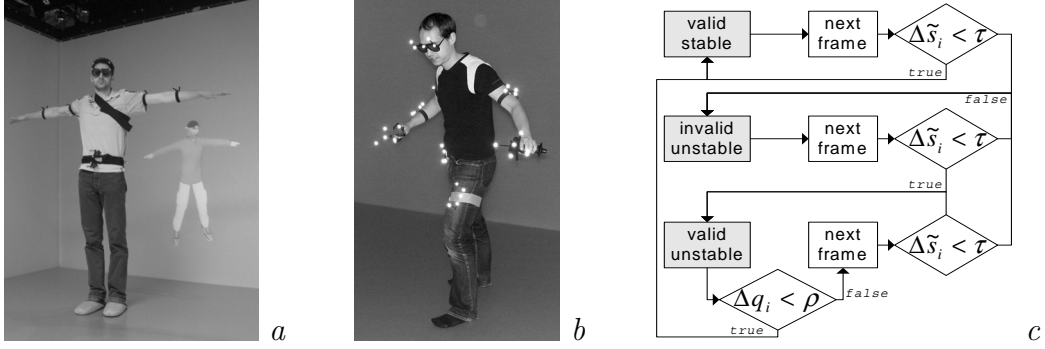 valid
stable
next
frame
Δs̃ᵢ < τ
true
false
invalid
unstable
next
frame
Δs̃ᵢ < τ
true
valid
unstable
next
frame
Δs̃ᵢ < τ
Δqᵢ < ρ
false
true
a
b
c